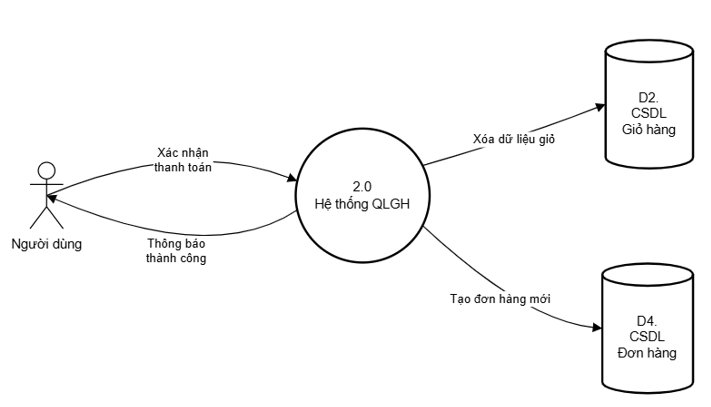 Xác nhận
thanh toán
Người dùng
Thông báo
thành công
2.0
Hệ thống QLGH
Xóa dữ liệu giỏ
D2.
CSDL
Giỏ hàng
Tạo đơn hàng mới
D4.
CSDL
Đơn hàng